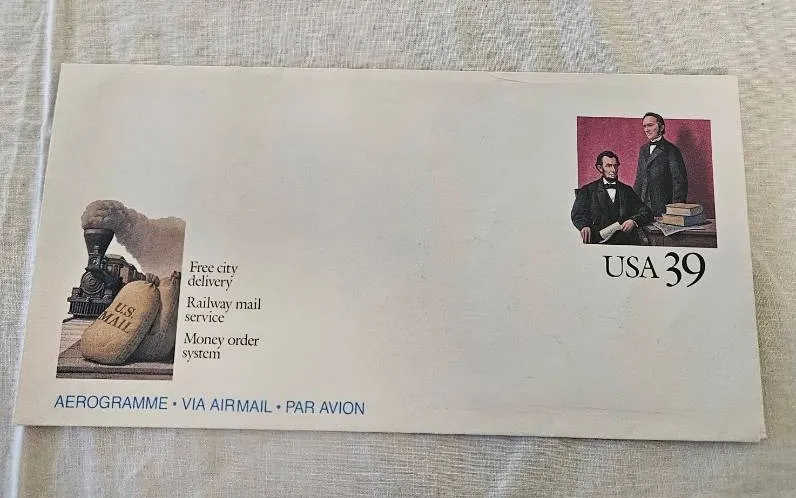 USA 39
Free city
delivery
Railway mail
service
Money order
system
U.S.
MAIL
AEROGRAMME • VIA AIRMAIL • PAR AVION